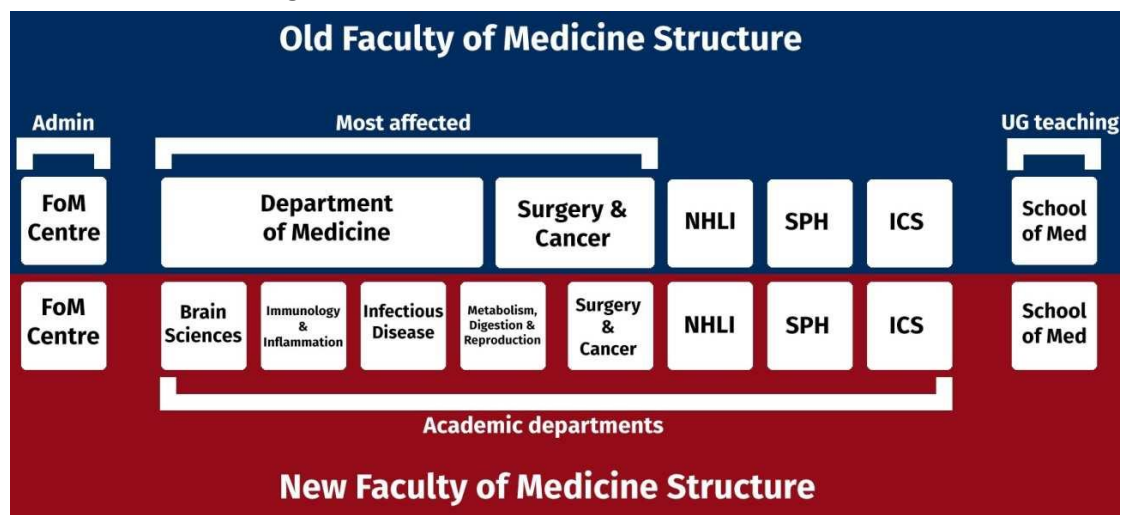 Old Faculty of Medicine Structure
Admin
Most affected
UG teaching
FoM
Centre
Department
of Medicine
Surgery &
Cancer
NHLI
SPH
ICS
School
of Med
FoM
Centre
Brain
Sciences
Immunology
&
Inflammation
Infectious
Disease
Metabolism,
Digestion &
Reproduction
Surgery
&
Cancer
NHLI
SPH
ICS
School
of Med
Academic departments
New Faculty of Medicine Structure